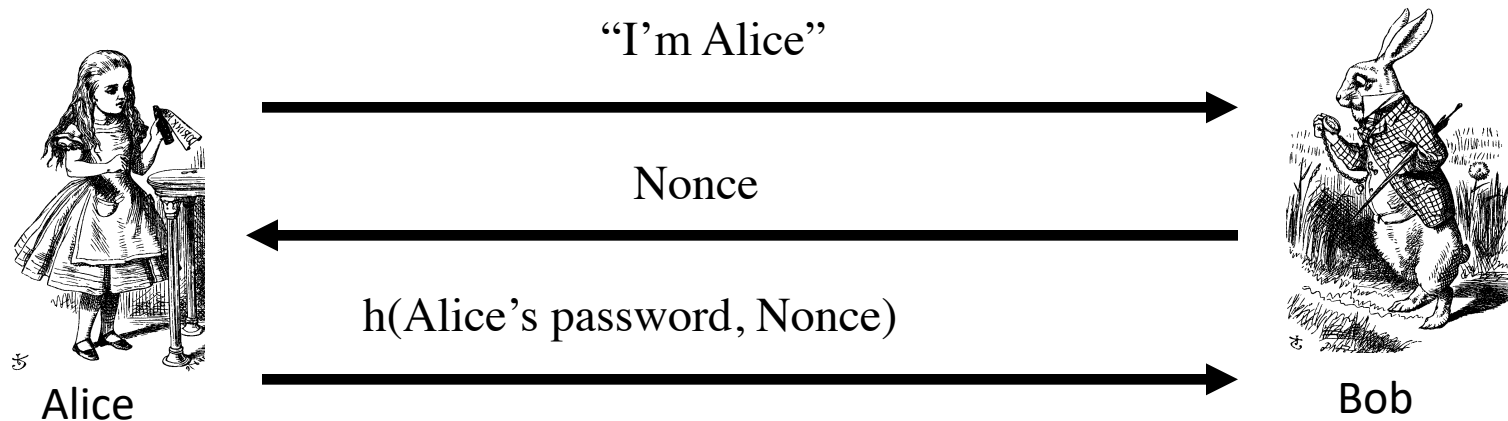 “I’m Alice”
Nonce
h(Alice’s password, Nonce)
Alice
Bob